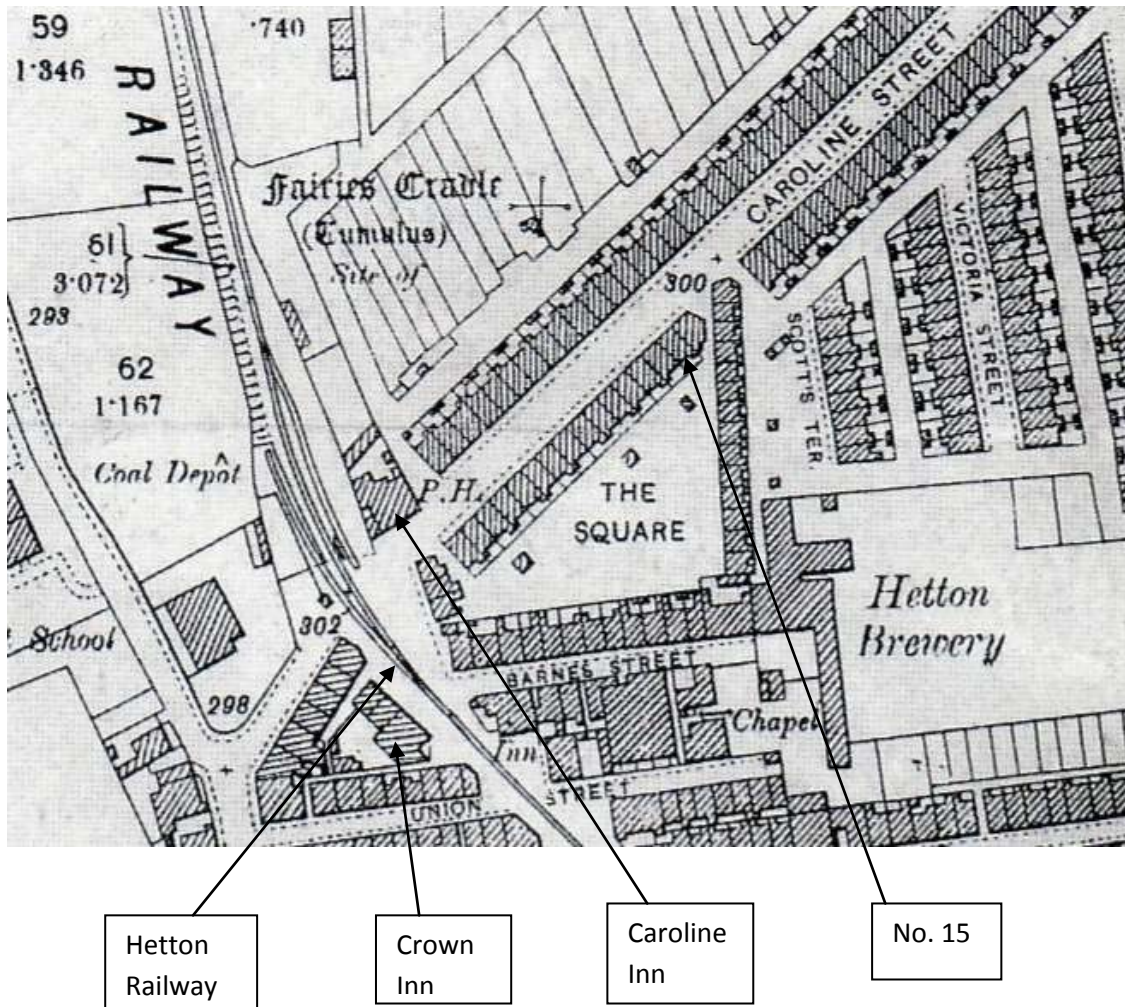 59
1·346
·740
RAILWAY
Fairies Cradle
(Tumulus)
Site of
CAROLINE STREET
61
3·072
293
62
1·167
300
VICTORIA STREET
SCOTT'S TER.
Coal Depôt
P.H.
THE
SQUARE
Hetton
Brewery
School
302
BARNES STREET
298
Chapel
Inn
UNION
STREET
Hetton
Railway
Crown
Inn
Caroline
Inn
No. 15